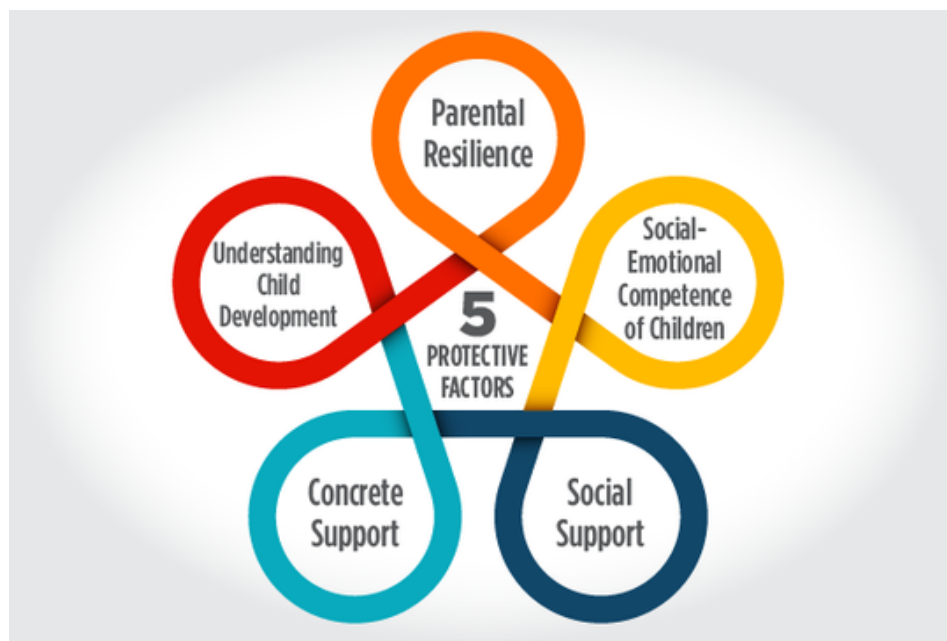 Parental
Resilience
Social-
Emotional
Competence
of Children
Understanding
Child
Development
5
PROTECTIVE
FACTORS
Concrete
Support
Social
Support